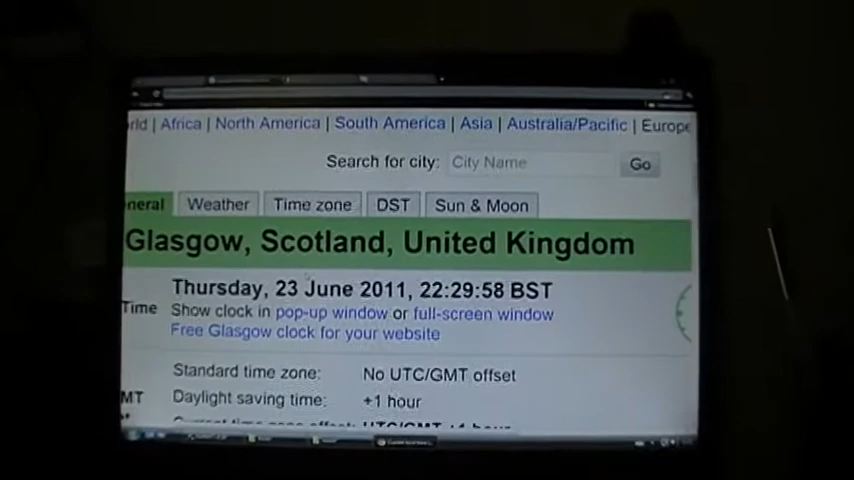 rld | Africa | North America | South America | Asia | Australia/Pacific | Europe
Search for city: City Name Go
neral Weather Time zone DST Sun & Moon
Glasgow, Scotland, United Kingdom
Thursday, 23 June 2011, 22:29:58 BST
Time Show clock in pop-up window or full-screen window
Free Glasgow clock for your website
Standard time zone: No UTC/GMT offset
MT Daylight saving time: +1 hour